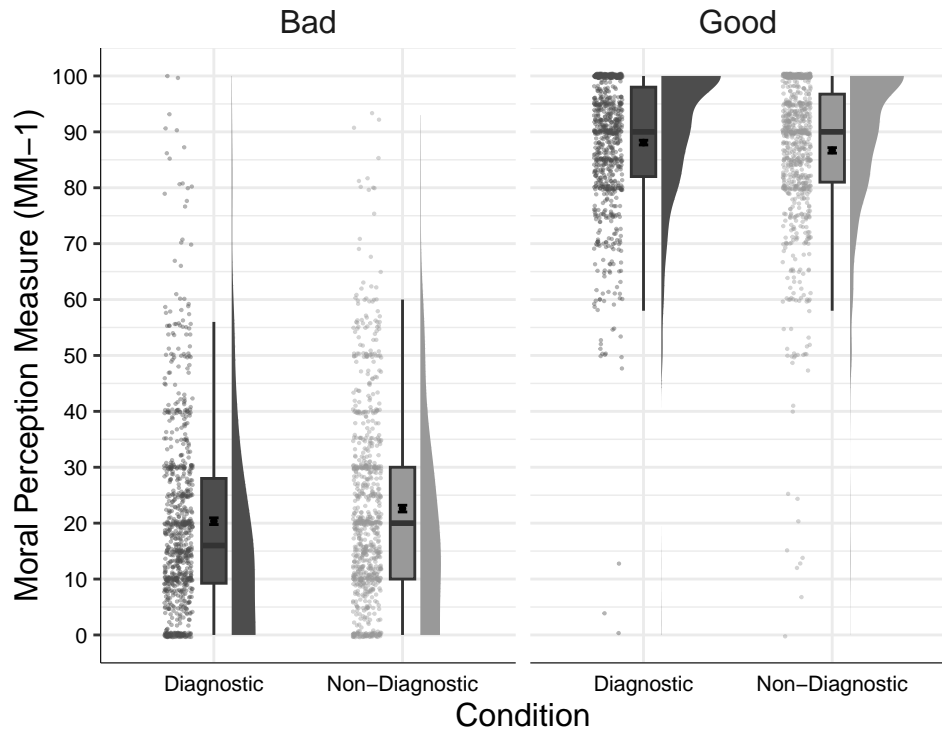 Bad
Good
Moral Perception Measure (MM−1)
100
90
80
70
60
50
40
30
20
10
0
Diagnostic
Non−Diagnostic
Diagnostic
Non−Diagnostic
Condition